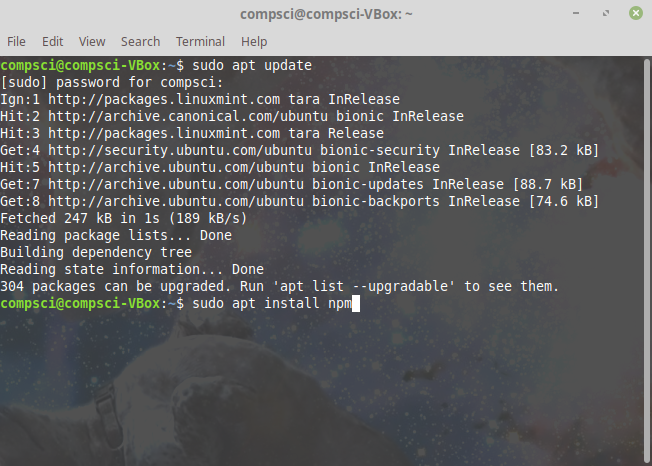 compsci@compsci-VBox: ~
File Edit View Search Terminal Help
compsci@compsci-VBox:~$ sudo apt update
[sudo] password for compsci:
Ign:1 http://packages.linuxmint.com tara InRelease
Hit:2 http://archive.canonical.com/ubuntu bionic InRelease
Hit:3 http://packages.linuxmint.com tara Release
Get:4 http://security.ubuntu.com/ubuntu bionic-security InRelease [83.2 kB]
Hit:5 http://archive.ubuntu.com/ubuntu bionic InRelease
Get:7 http://archive.ubuntu.com/ubuntu bionic-updates InRelease [88.7 kB]
Get:8 http://archive.ubuntu.com/ubuntu bionic-backports InRelease [74.6 kB]
Fetched 247 kB in 1s (189 kB/s)
Reading package lists... Done
Building dependency tree
Reading state information... Done
304 packages can be upgraded. Run 'apt list --upgradable' to see them.
compsci@compsci-VBox:~$ sudo apt install npm